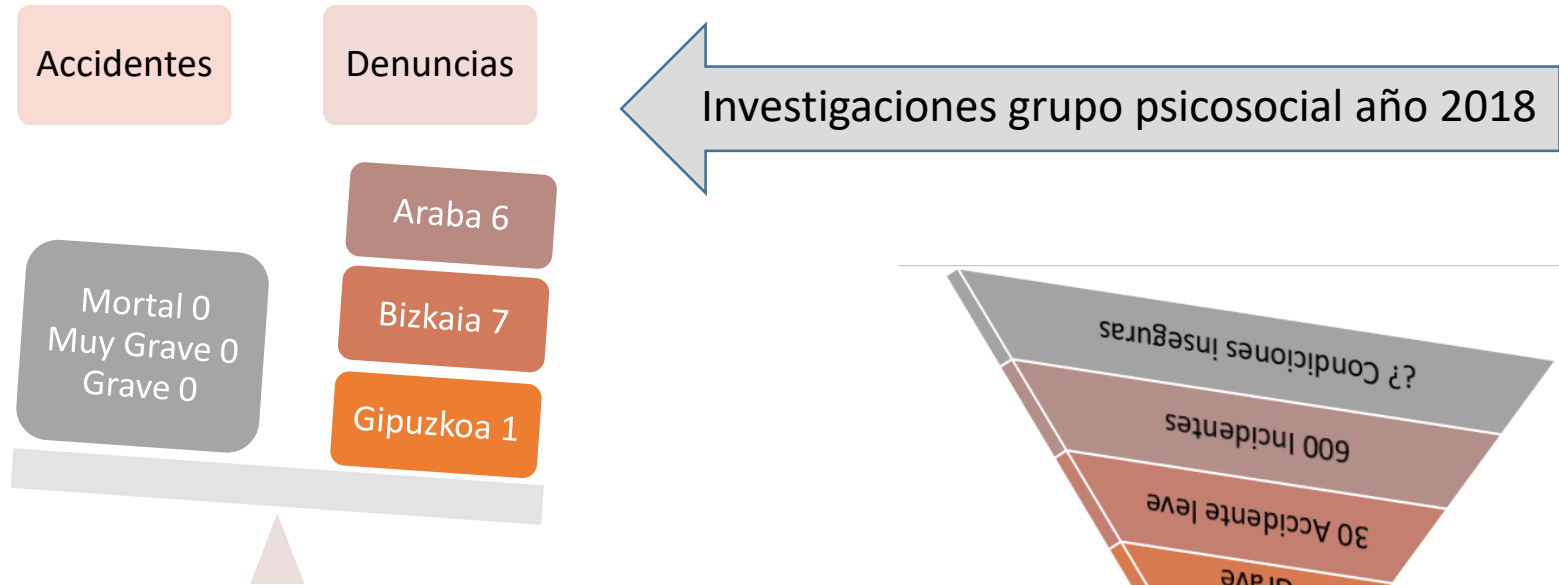 Accidentes
Denuncias
Investigaciones grupo psicosocial año 2018
Araba 6
Mortal 0
Muy Grave 0
Grave 0
Bizkaia 7
Gipuzkoa 1
¿? Condiciones inseguras
600 Incidentes
30 Accidente leve
Grave